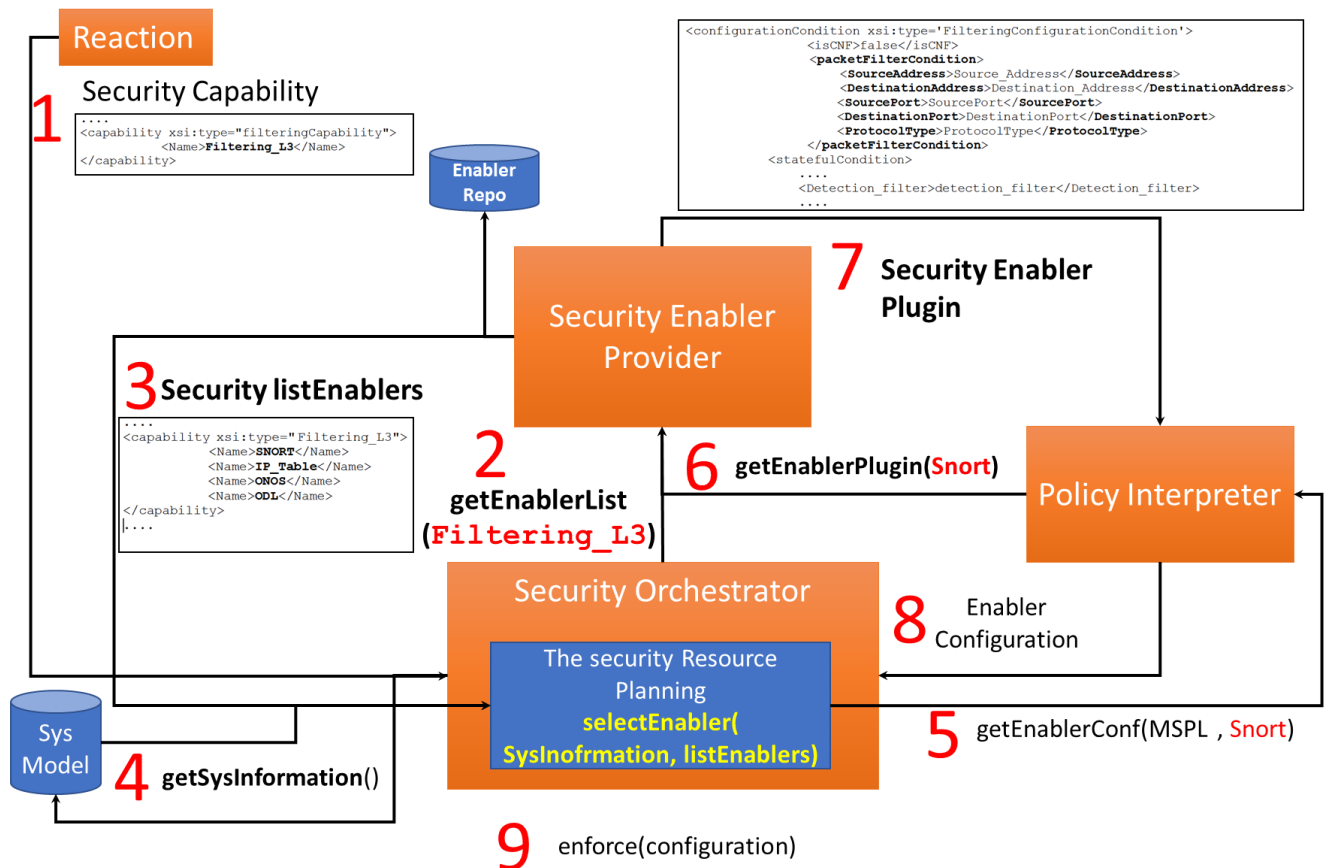 Reaction
1
Security Capability
....
<capability xsi:type="filteringCapability">
<Name>Filtering_L3</Name>
</capability>
<configurationCondition xsi:type='FilteringConfigurationCondition'>
<isCNF>false</isCNF>
<packetFilterCondition>
<SourceAddress>Source_Address</SourceAddress>
<DestinationAddress>Destination_Address</DestinationAddress>
<SourcePort>SourcePort</SourcePort>
<DestinationPort>DestinationPort</DestinationPort>
<ProtocolType>ProtocolType</ProtocolType>
</packetFilterCondition>
<statefulCondition>
....
<Detection_filter>detection_filter</Detection_filter>
....
Enabler
Repo
Security Enabler
Provider
7
Security Enabler
Plugin
3
Security listEnablers
....
<capability xsi:type="Filtering_L3">
<Name>SNORT</Name>
<Name>IP_Table</Name>
<Name>ONOS</Name>
<Name>ODL</Name>
</capability>
....
2
getEnablerList
(Filtering_L3)
6
getEnablerPlugin(Snort)
Policy Interpreter
Security Orchestrator
The security Resource
Planning
selectEnabler(
SysInofrmation, listEnablers)
8
Enabler
Configuration
Sys
Model
4
getSysInformation()
5
getEnablerConf(MSPL , Snort)
9
enforce(configuration)